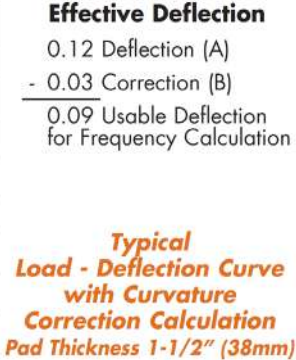 Effective Deflection
0.12 Deflection (A)
- 0.03 Correction (B)
0.09 Usable Deflection
for Frequency Calculation
Typical
Load - Deflection Curve
with Curvature
Correction Calculation
Pad Thickness 1-1/2" (38mm)